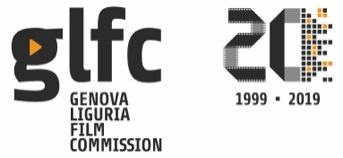 glfc
GENOVA
LIGURIA
FILM
COMMISSION
20
1999 ▪ 2019